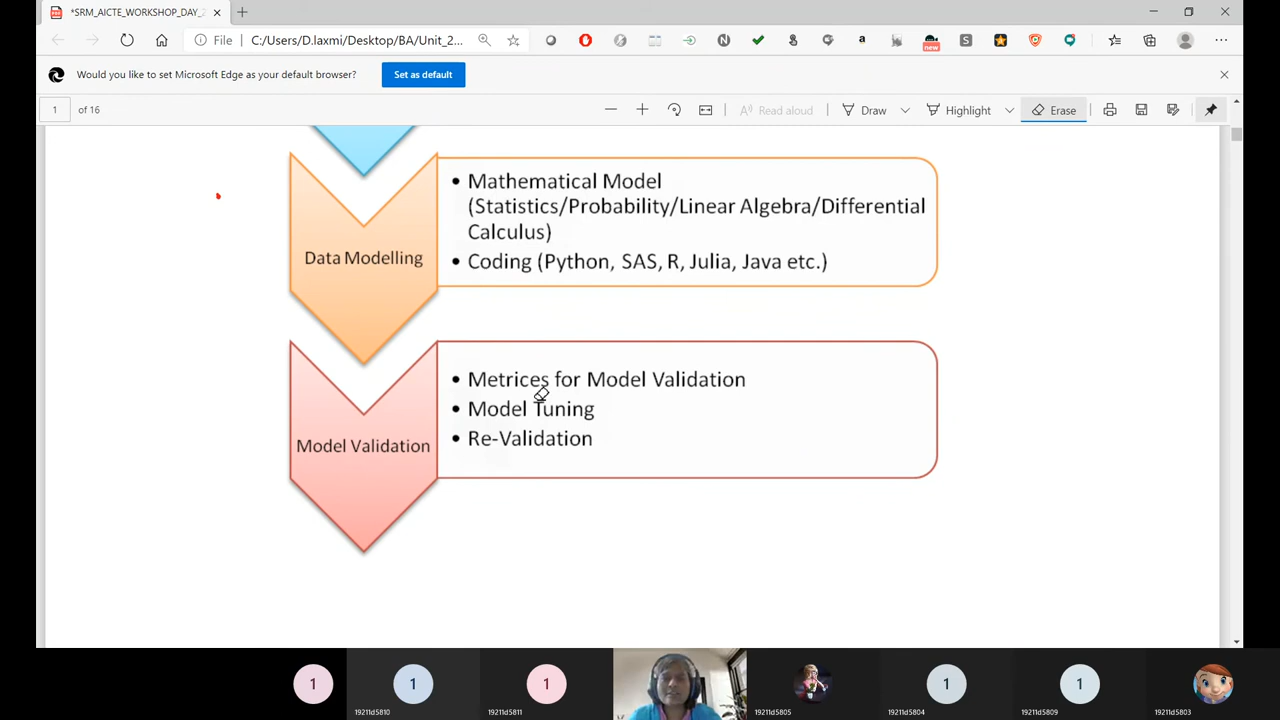 *SRM_AICTE_WORKSHOP_DAY_2
File
C:/Users/D.laxmi/Desktop/BA/Unit_2...
new
Would you like to set Microsoft Edge as your default browser?
Set as default
1 of 16
Read aloud
Draw
Highlight
Erase
Data Modelling
• Mathematical Model
(Statistics/Probability/Linear Algebra/Differential
Calculus)
• Coding (Python, SAS, R, Julia, Java etc.)
Model Validation
• Metrices for Model Validation
• Model Tuning
• Re-Validation
1
1
1
1
1
19211d5810
19211d5811
19211d5805
19211d5804
19211d5809
19211d5803